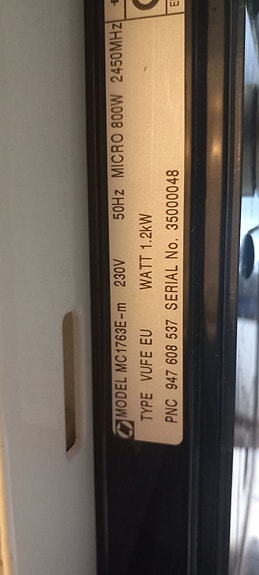 MODEL MC1763E-m 230V 50Hz MICRO 800W 2450MHz
TYPE VUFE EU WATT 1.2kW
PNC 947 608 537 SERIAL No. 35000048